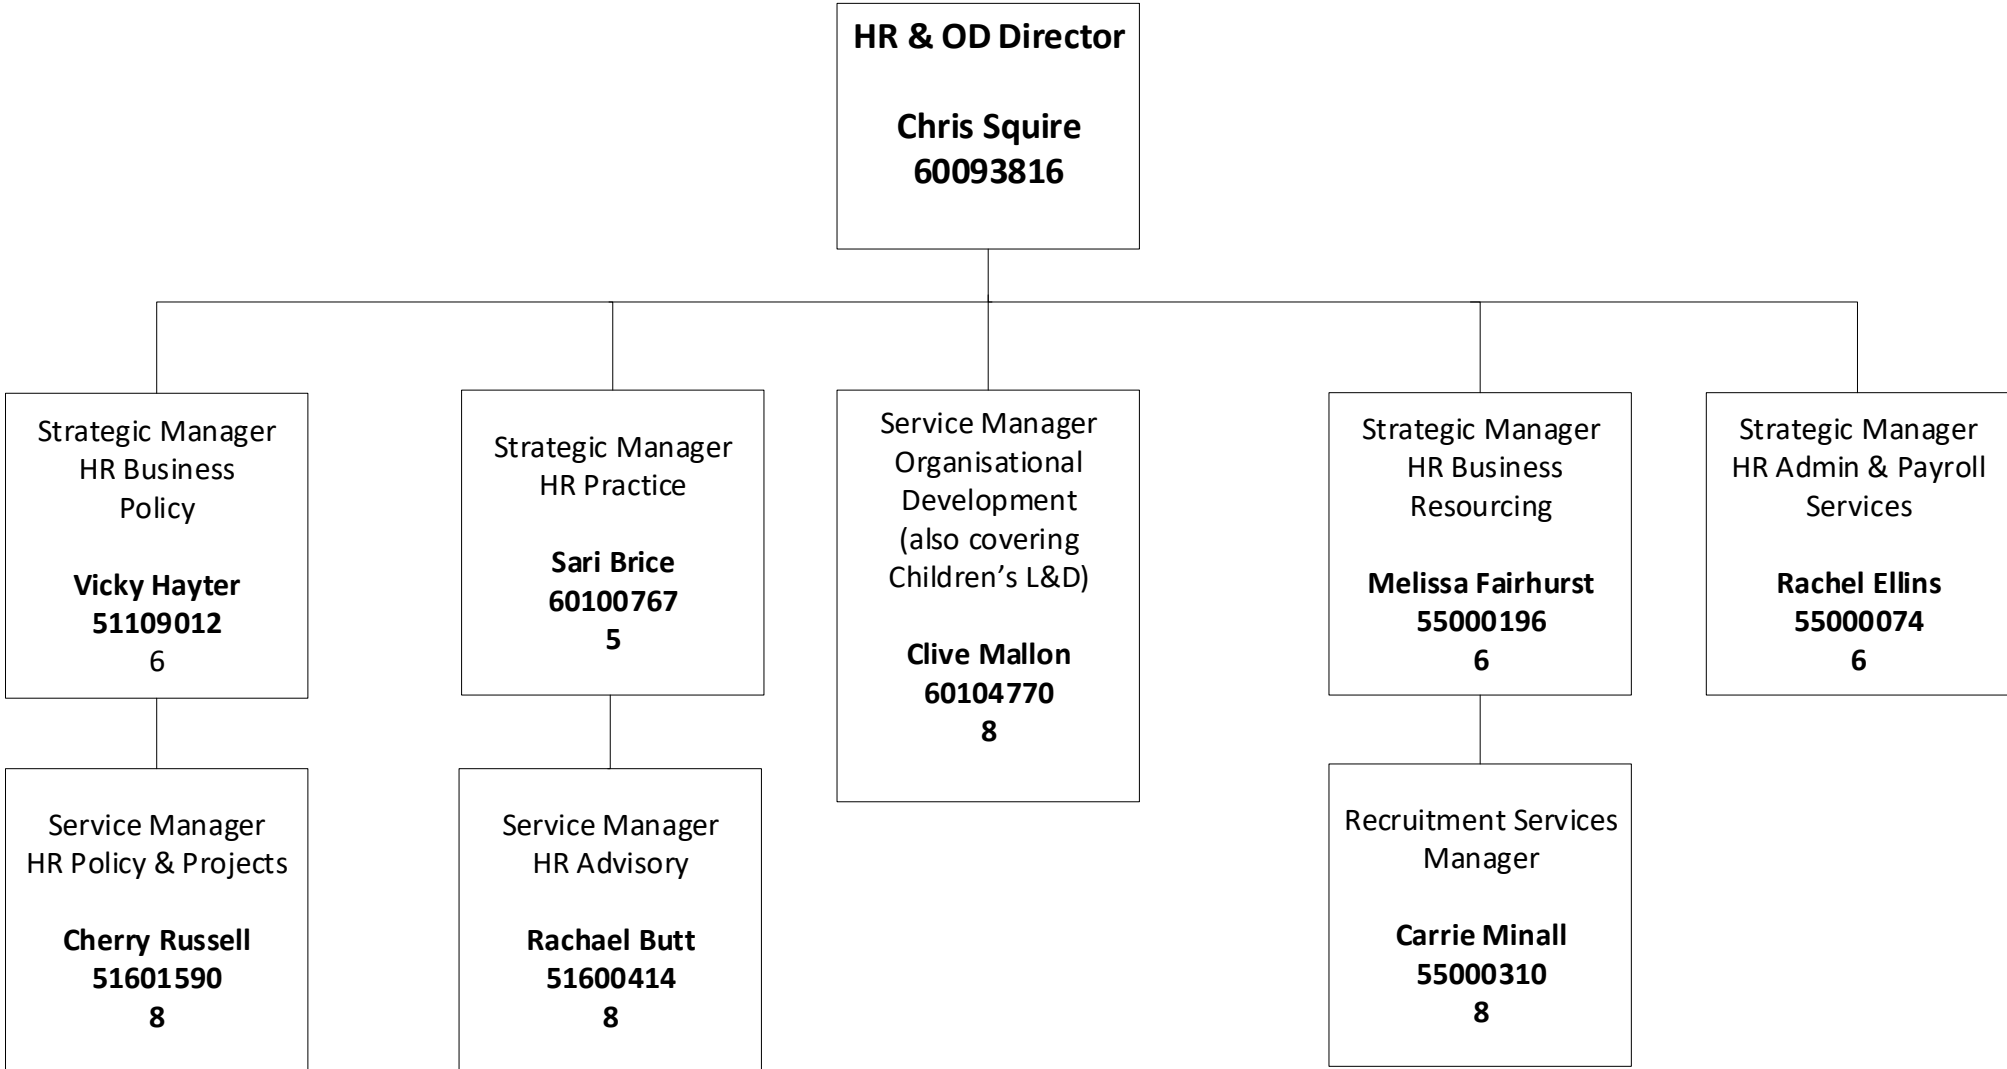 HR & OD Director
Chris Squire
60093816
Strategic Manager
HR Business
Policy
Vicky Hayter
51109012
6
Strategic Manager
HR Practice
Sari Brice
60100767
5
Service Manager
Organisational
Development
(also covering
Children’s L&D)
Clive Mallon
60104770
8
Strategic Manager
HR Business
Resourcing
Melissa Fairhurst
55000196
6
Strategic Manager
HR Admin & Payroll
Services
Rachel Ellins
55000074
6
Service Manager
HR Policy & Projects
Cherry Russell
51601590
8
Service Manager
HR Advisory
Rachael Butt
51600414
8
Recruitment Services
Manager
Carrie Minall
55000310
8